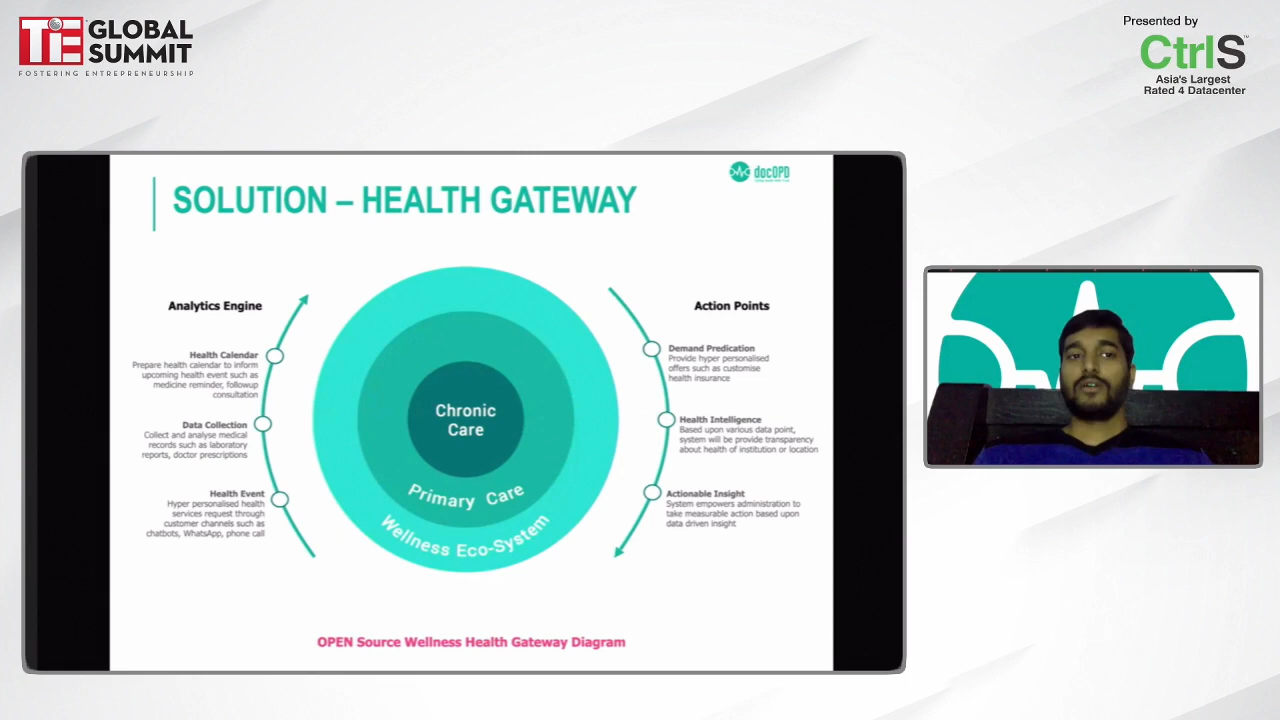 TiE GLOBAL
SUMMIT
FOSTERING ENTREPRENEURSHIP
Presented by
CtrlS
Asia's Largest
Rated 4 Datacenter
docOPD
SOLUTION – HEALTH GATEWAY
Analytics Engine
Health Calendar
Prepare health calendar to inform
upcoming health event such as
medicine reminder, followup
consultation
Data Collection
Collect and analyse medical
records such as laboratory
reports, doctor prescriptions
Health Event
Hyper personalised health
services request through
customer channels such as
chatbots, WhatsApp, phone call
Chronic
Care
Primary Care
Wellness Eco-System
Action Points
Demand Predication
Provide hyper personalised
offers such as customise
health insurance
Health Intelligence
Based upon various data point,
system will be provide transparency
about health of institution or location
Actionable Insight
System empowers administration to
take measurable action based upon
data driven insight
OPEN Source Wellness Health Gateway Diagram